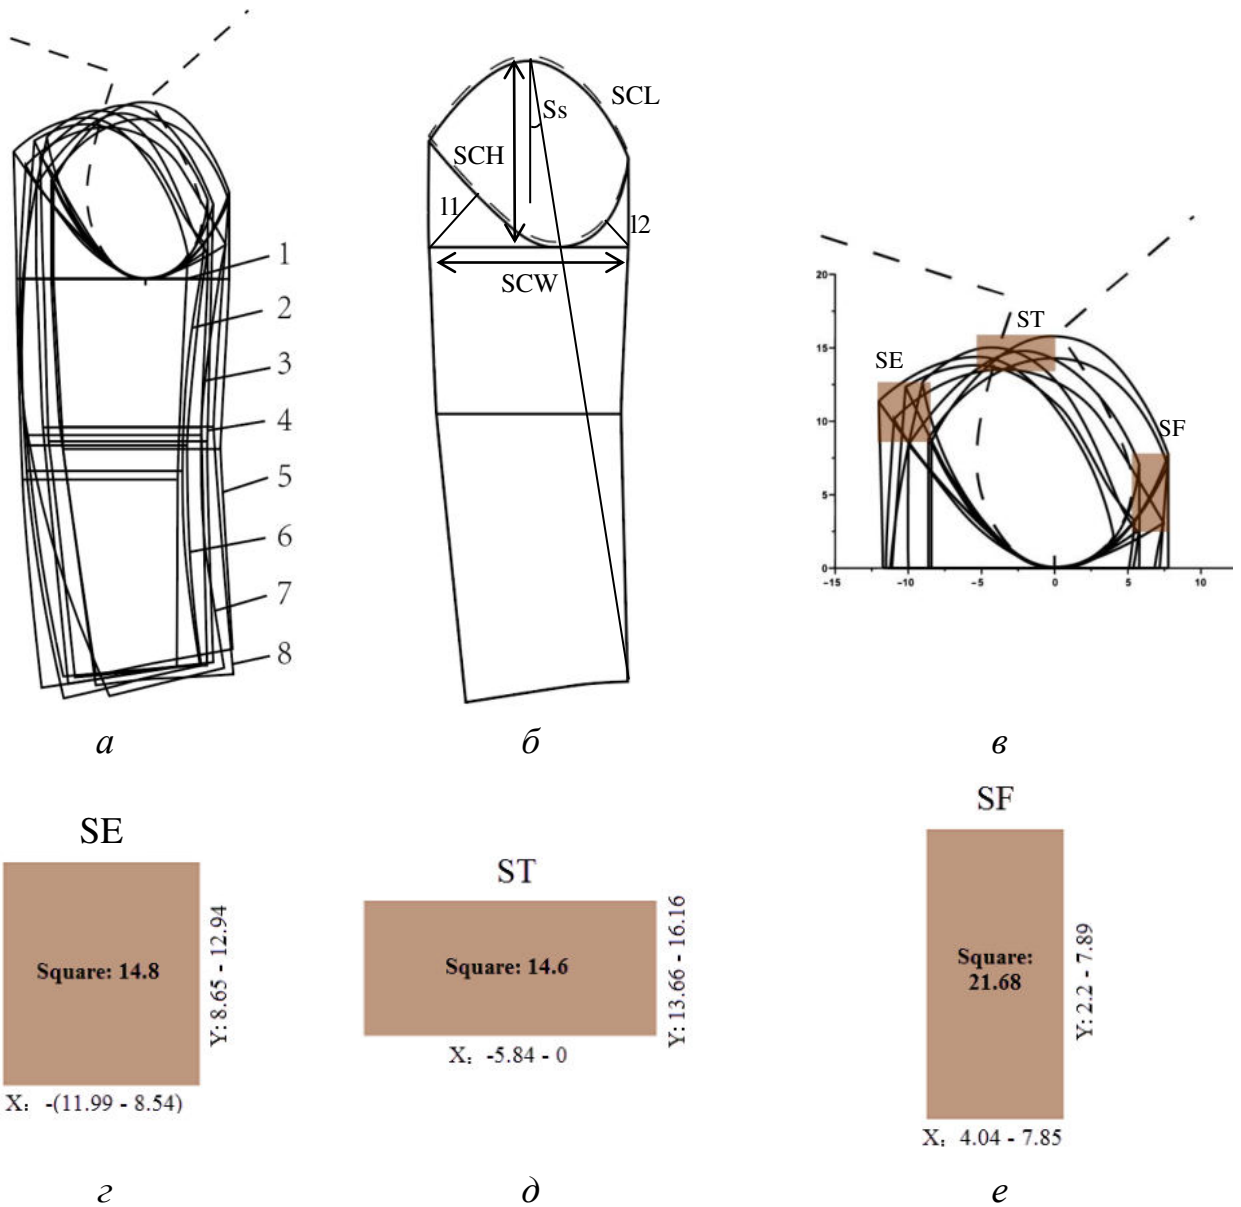 1
2
3
4
5
6
7
8
а
SCL
Ss
SCH
l1
l2
SCW
б
20
15
10
5
0
-15
-10
-5
0
5
10
ST
SE
SF
в
SE
Square: 14.8
Y: 8.65 - 12.94
X: -(11.99 - 8.54)
г
ST
Square: 14.6
Y: 13.66 - 16.16
X: -5.84 - 0
д
SF
Square:
21.68
Y: 2.2 - 7.89
X: 4.04 - 7.85
е